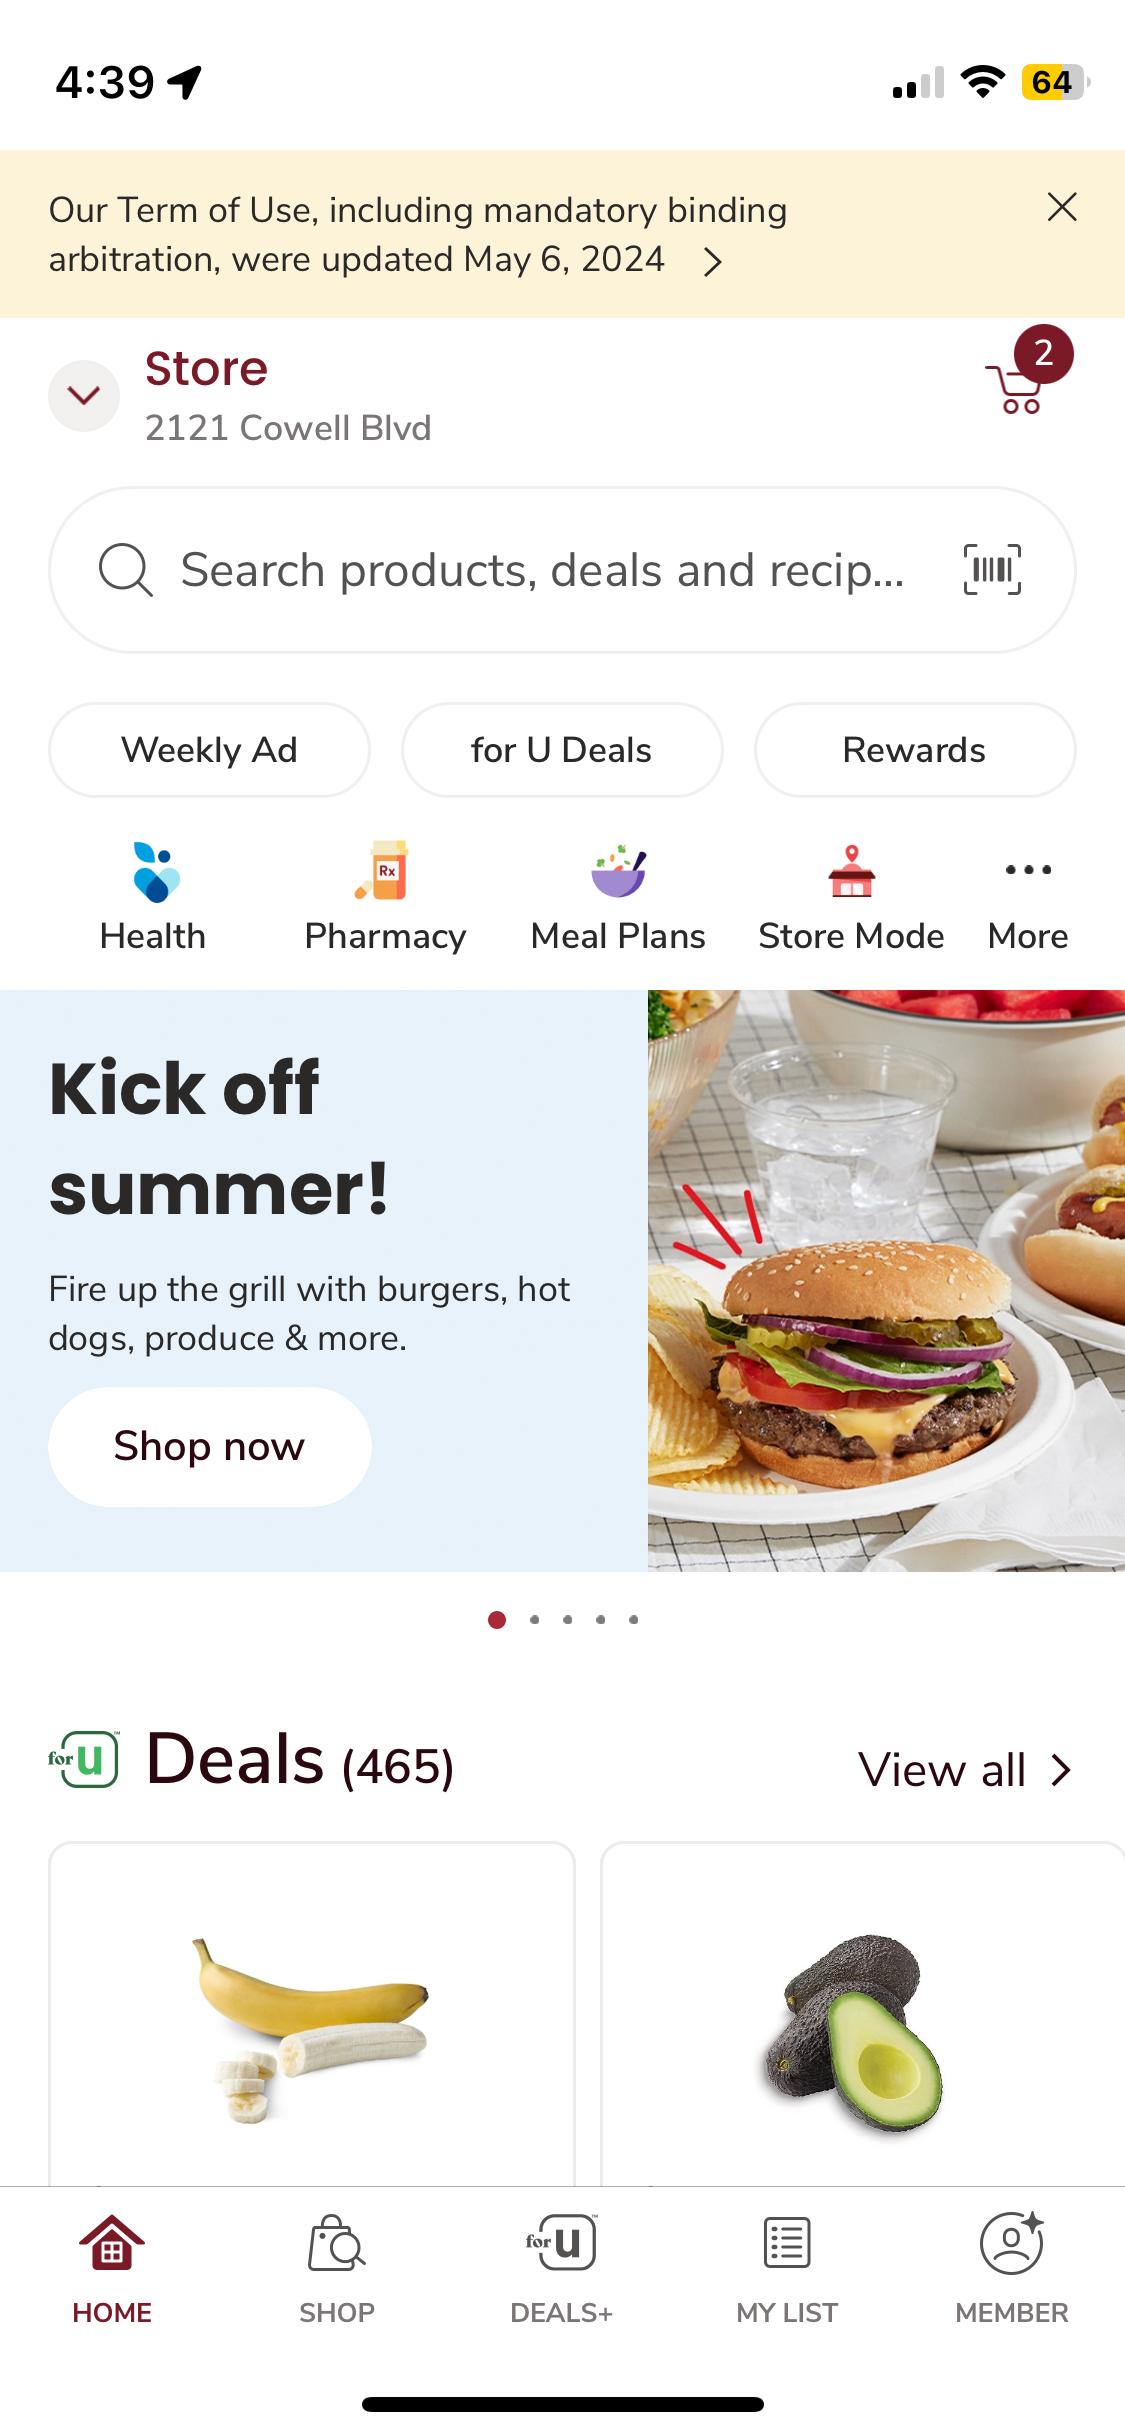 4:39
64
Our Term of Use, including mandatory binding
arbitration, were updated May 6, 2024
Store
2
2121 Cowell Blvd
Search products, deals and recip...
Weekly Ad
for U Deals
Rewards
Rx
Health
Pharmacy
Meal Plans
Store Mode
More
Kick off
summer!
Fire up the grill with burgers, hot
dogs, produce & more.
Shop now
for U™ Deals (465)
View all
for U™
HOME
SHOP
DEALS+
MY LIST
MEMBER